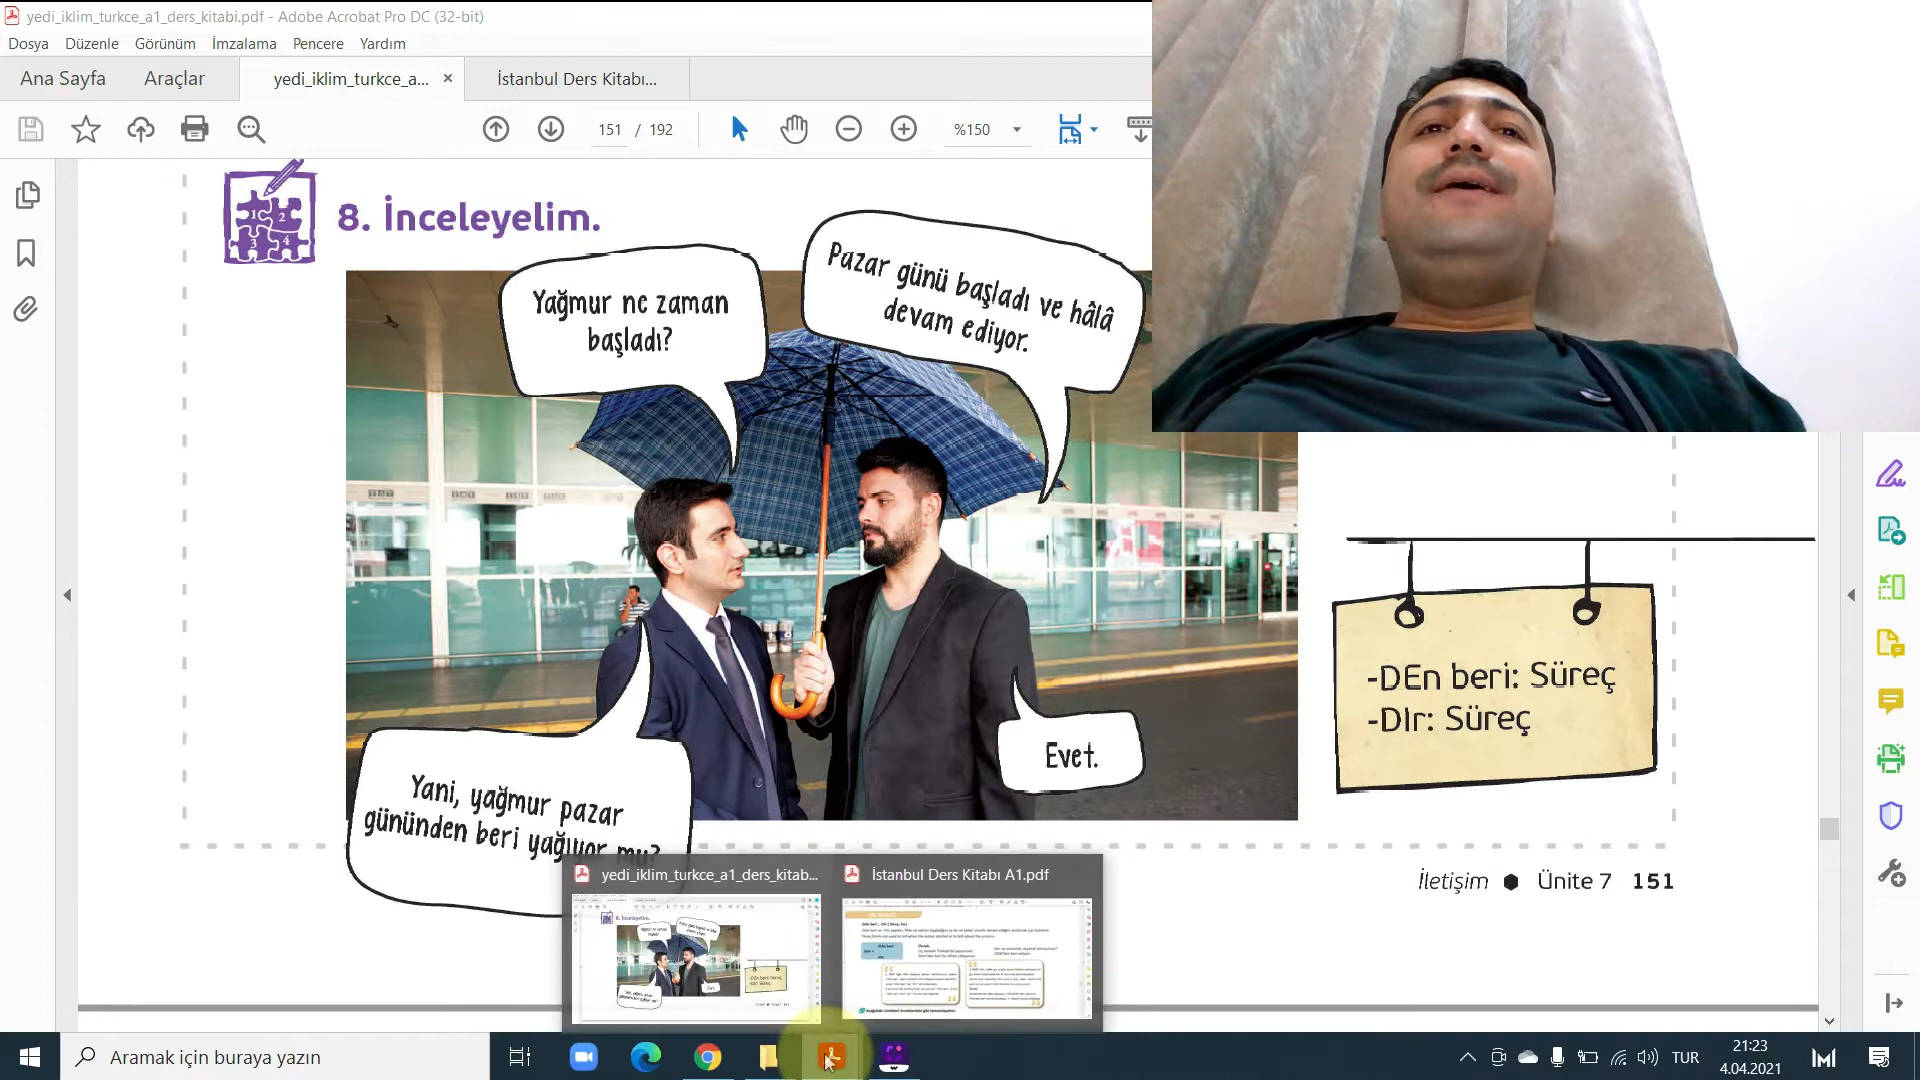 yedi_iklim_turkce_a1_ders_kitabi.pdf - Adobe Acrobat Pro DC (32-bit)
Dosya Düzenle Görünüm İmzalama Pencere Yardım
Ana Sayfa Araçlar yedi_iklim_turkce_a... × İstanbul Ders Kitabı...
151 / 192 %150
8. İnceleyelim.
Yağmur ne zaman
başladı?
Pazar günü başladı ve hâlâ
devam ediyor.
Yani, yağmur pazar
gününden beri yağıyor mu?
Evet.
-DEn beri: Süreç
-DIr: Süreç
İletişim Ünite 7 151
yedi_iklim_turkce_a1_ders_kitab...
İstanbul Ders Kitabı A1.pdf
8. İnceleyelim.
Aramak için buraya yazın
TUR
21:23
4.04.2021